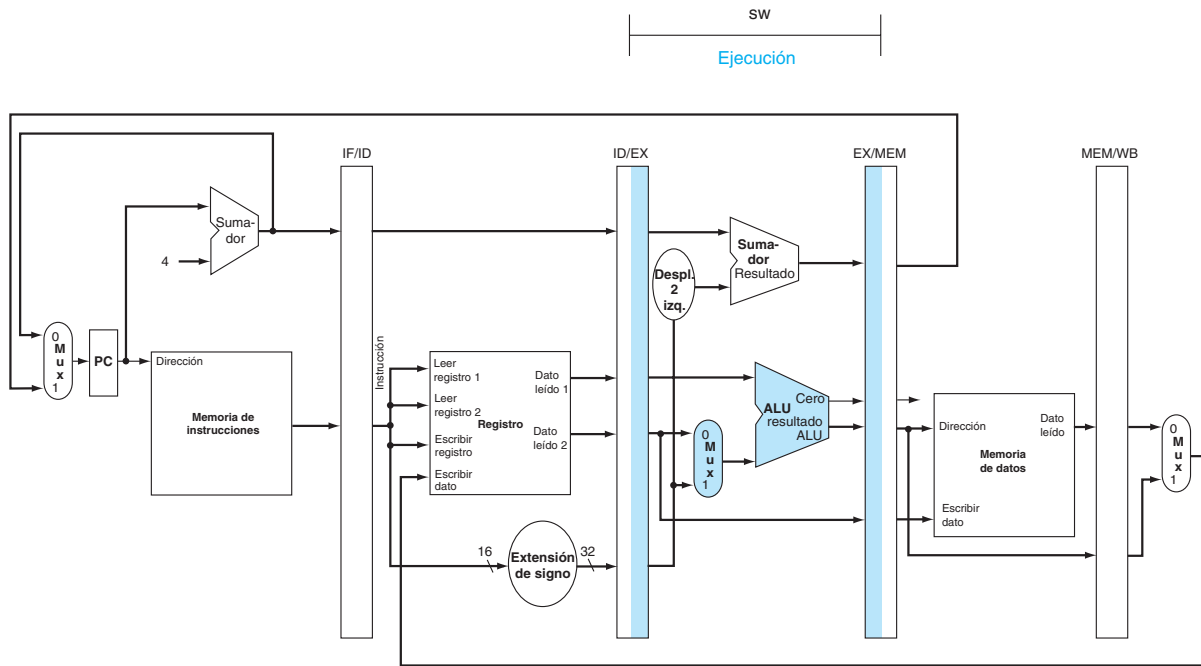 sw
Ejecución
IF/ID
ID/EX
EX/MEM
MEM/WB
Suma-
dor
4
Suma-
dor
Resultado
Despl.
2
izq.
0
M
u
x
1
PC
Dirección
Memoria de
instrucciones
Instrucción
Leer
registro 1
Leer
registro 2
Escribir
registro
Escribir
dato
Registro
Dato
leído 1
Dato
leído 2
0
M
u
x
1
Cero
ALU
resultado
ALU
Dirección
Dato
leído
Memoria
de datos
Escribir
dato
0
M
u
x
1
16
Extensión
de signo
32